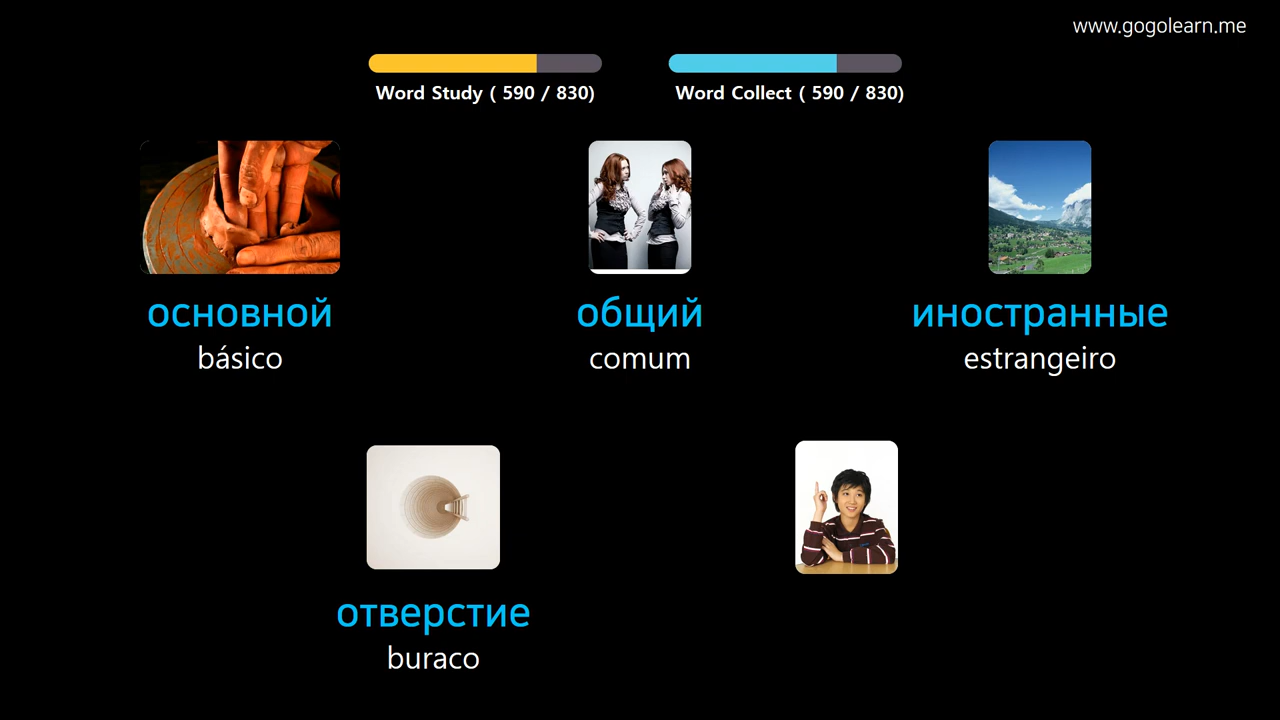 www.gogolearn.me
Word Study ( 590 / 830)
Word Collect ( 590 / 830)
основной
básico
общий
comum
иностранные
estrangeiro
отверстие
buraco